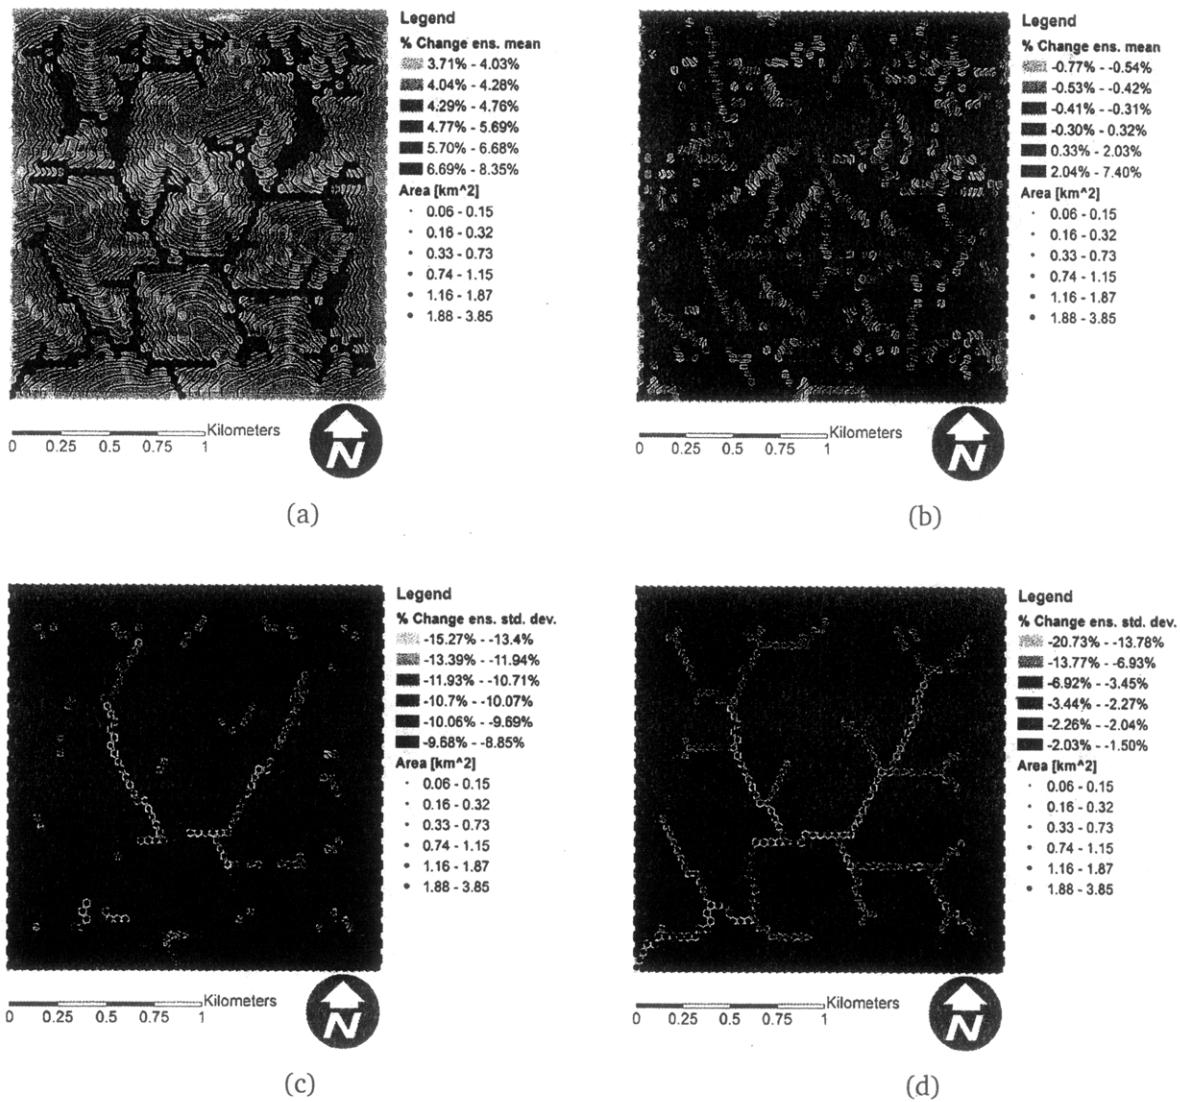 Legend
% Change ens. mean
3.71% - 4.03%
4.04% - 4.28%
4.29% - 4.76%
4.77% - 5.69%
5.70% - 6.68%
6.69% - 8.35%
Area [km^2]
0.06 - 0.15
0.16 - 0.32
0.33 - 0.73
0.74 - 1.15
1.16 - 1.87
1.88 - 3.85
Kilometers
0 0.25 0.5 0.75 1
N
(a)
Legend
% Change ens. mean
-0.77% - -0.54%
-0.53% - -0.42%
-0.41% - -0.31%
-0.30% - 0.32%
0.33% - 2.03%
2.04% - 7.40%
Area [km^2]
0.06 - 0.15
0.16 - 0.32
0.33 - 0.73
0.74 - 1.15
1.16 - 1.87
1.88 - 3.85
Kilometers
0 0.25 0.5 0.75 1
N
(b)
Legend
% Change ens. std. dev.
-15.27% - -13.4%
-13.39% - -11.94%
-11.93% - -10.71%
-10.7% - -10.07%
-10.06% - -9.69%
-9.68% - -8.85%
Area [km^2]
0.06 - 0.15
0.16 - 0.32
0.33 - 0.73
0.74 - 1.15
1.16 - 1.87
1.88 - 3.85
Kilometers
0 0.25 0.5 0.75 1
N
(c)
Legend
% Change ens. std. dev.
-20.73% - -13.78%
-13.77% - -6.93%
-6.92% - -3.45%
-3.44% - -2.27%
-2.26% - -2.04%
-2.03% - -1.50%
Area [km^2]
0.06 - 0.15
0.16 - 0.32
0.33 - 0.73
0.74 - 1.15
1.16 - 1.87
1.88 - 3.85
Kilometers
0 0.25 0.5 0.75 1
N
(d)